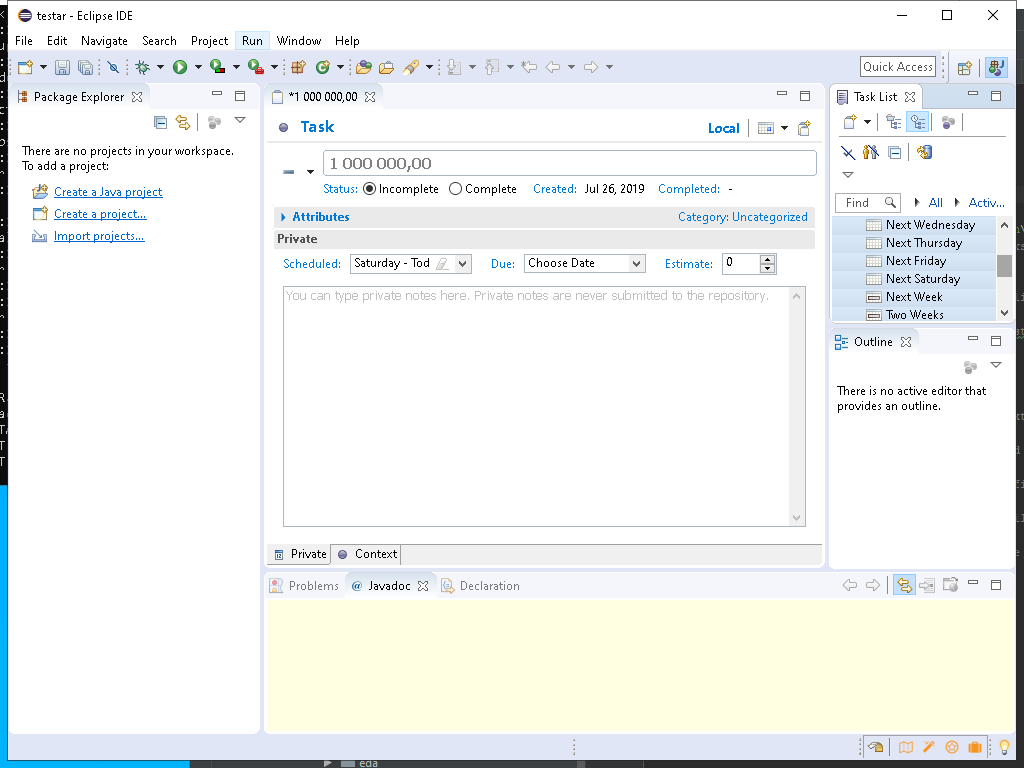 testar - Eclipse IDE
File Edit Navigate Search Project Run Window Help
Quick Access
Package Explorer
There are no projects in your workspace.
To add a project:
Create a Java project
Create a project...
Import projects...
*1 000 000,00
Task
Local
1 000 000,00
Status: Incomplete Complete Created: Jul 26, 2019 Completed: -
Attributes Category: Uncategorized
Private
Scheduled: Saturday - Tod Due: Choose Date Estimate: 0
You can type private notes here. Private notes are never submitted to the repository.
Private Context
Task List
Find All Activ...
Next Wednesday
Next Thursday
Next Friday
Next Saturday
Next Week
Two Weeks
Outline
There is no active editor that
provides an outline.
Problems @ Javadoc Declaration
eda